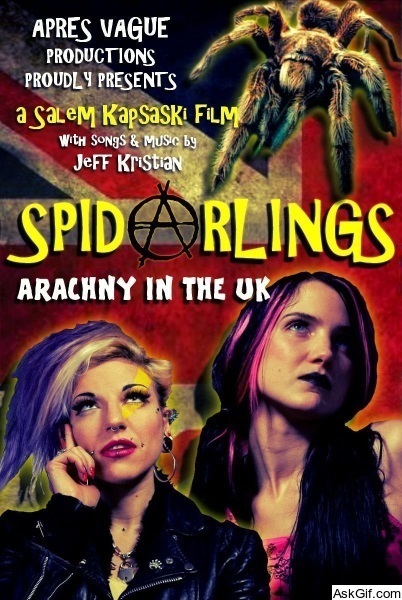 APRES VAGUE
PRODUCTIONS
PROUDLY PRESENTS
a Salem Kapsaski Film
With Songs & Music by
Jeff Kristian
SPIDARLINGS
ARACHNY IN THE UK
AskGif.com